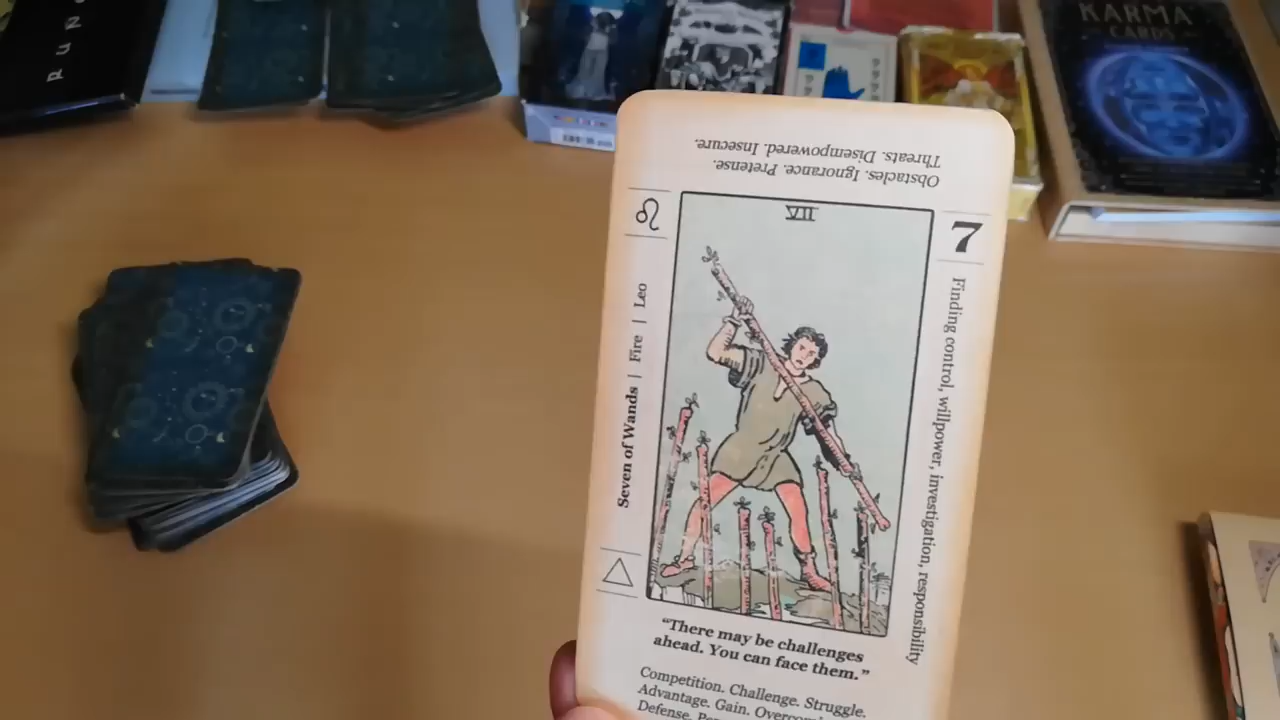 KARMA
CARDS
Threats. Disempowered. Insecure.
Obstacles. Ignorance. Pretense.
VII
7
Seven of Wands | Fire | Leo
Finding control, willpower, investigation, responsibility
“There may be challenges
ahead. You can face them.”
Competition. Challenge. Struggle.
Advantage. Gain.
Defense.